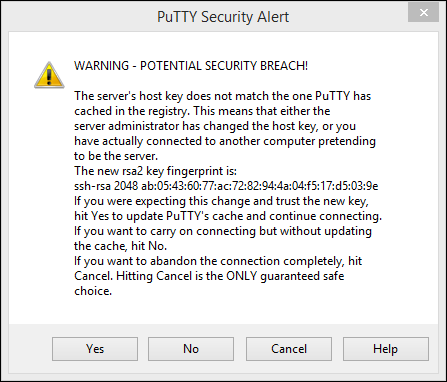 PuTTY Security Alert
WARNING - POTENTIAL SECURITY BREACH!
The server's host key does not match the one PuTTY has
cached in the registry. This means that either the
server administrator has changed the host key, or you
have actually connected to another computer pretending
to be the server.
The new rsa2 key fingerprint is:
ssh-rsa 2048 ab:05:43:60:77:ac:72:82:94:4a:04:f5:17:d5:03:9e
If you were expecting this change and trust the new key,
hit Yes to update PuTTY's cache and continue connecting.
If you want to carry on connecting but without updating
the cache, hit No.
If you want to abandon the connection completely, hit
Cancel. Hitting Cancel is the ONLY guaranteed safe
choice.
Yes No Cancel Help